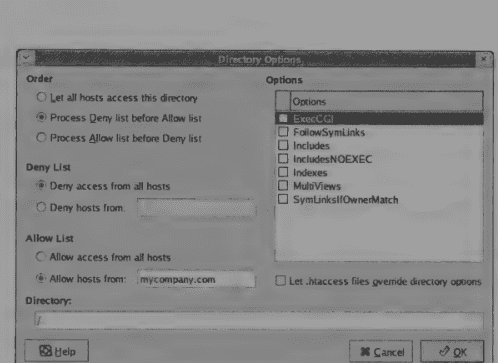 Directory Options
Order
Let all hosts access this directory
Process Deny list before Allow list
Process Allow list before Deny list
Deny List
Deny access from all hosts
Deny hosts from:
Allow List
Allow access from all hosts
Allow hosts from: mycompany.com
Options
Options
ExecCGI
FollowSymLinks
Includes
IncludesNOEXEC
Indexes
MultiViews
SymLinksIfOwnerMatch
Let .htaccess files override directory options
Directory:
/
Help
Cancel
OK